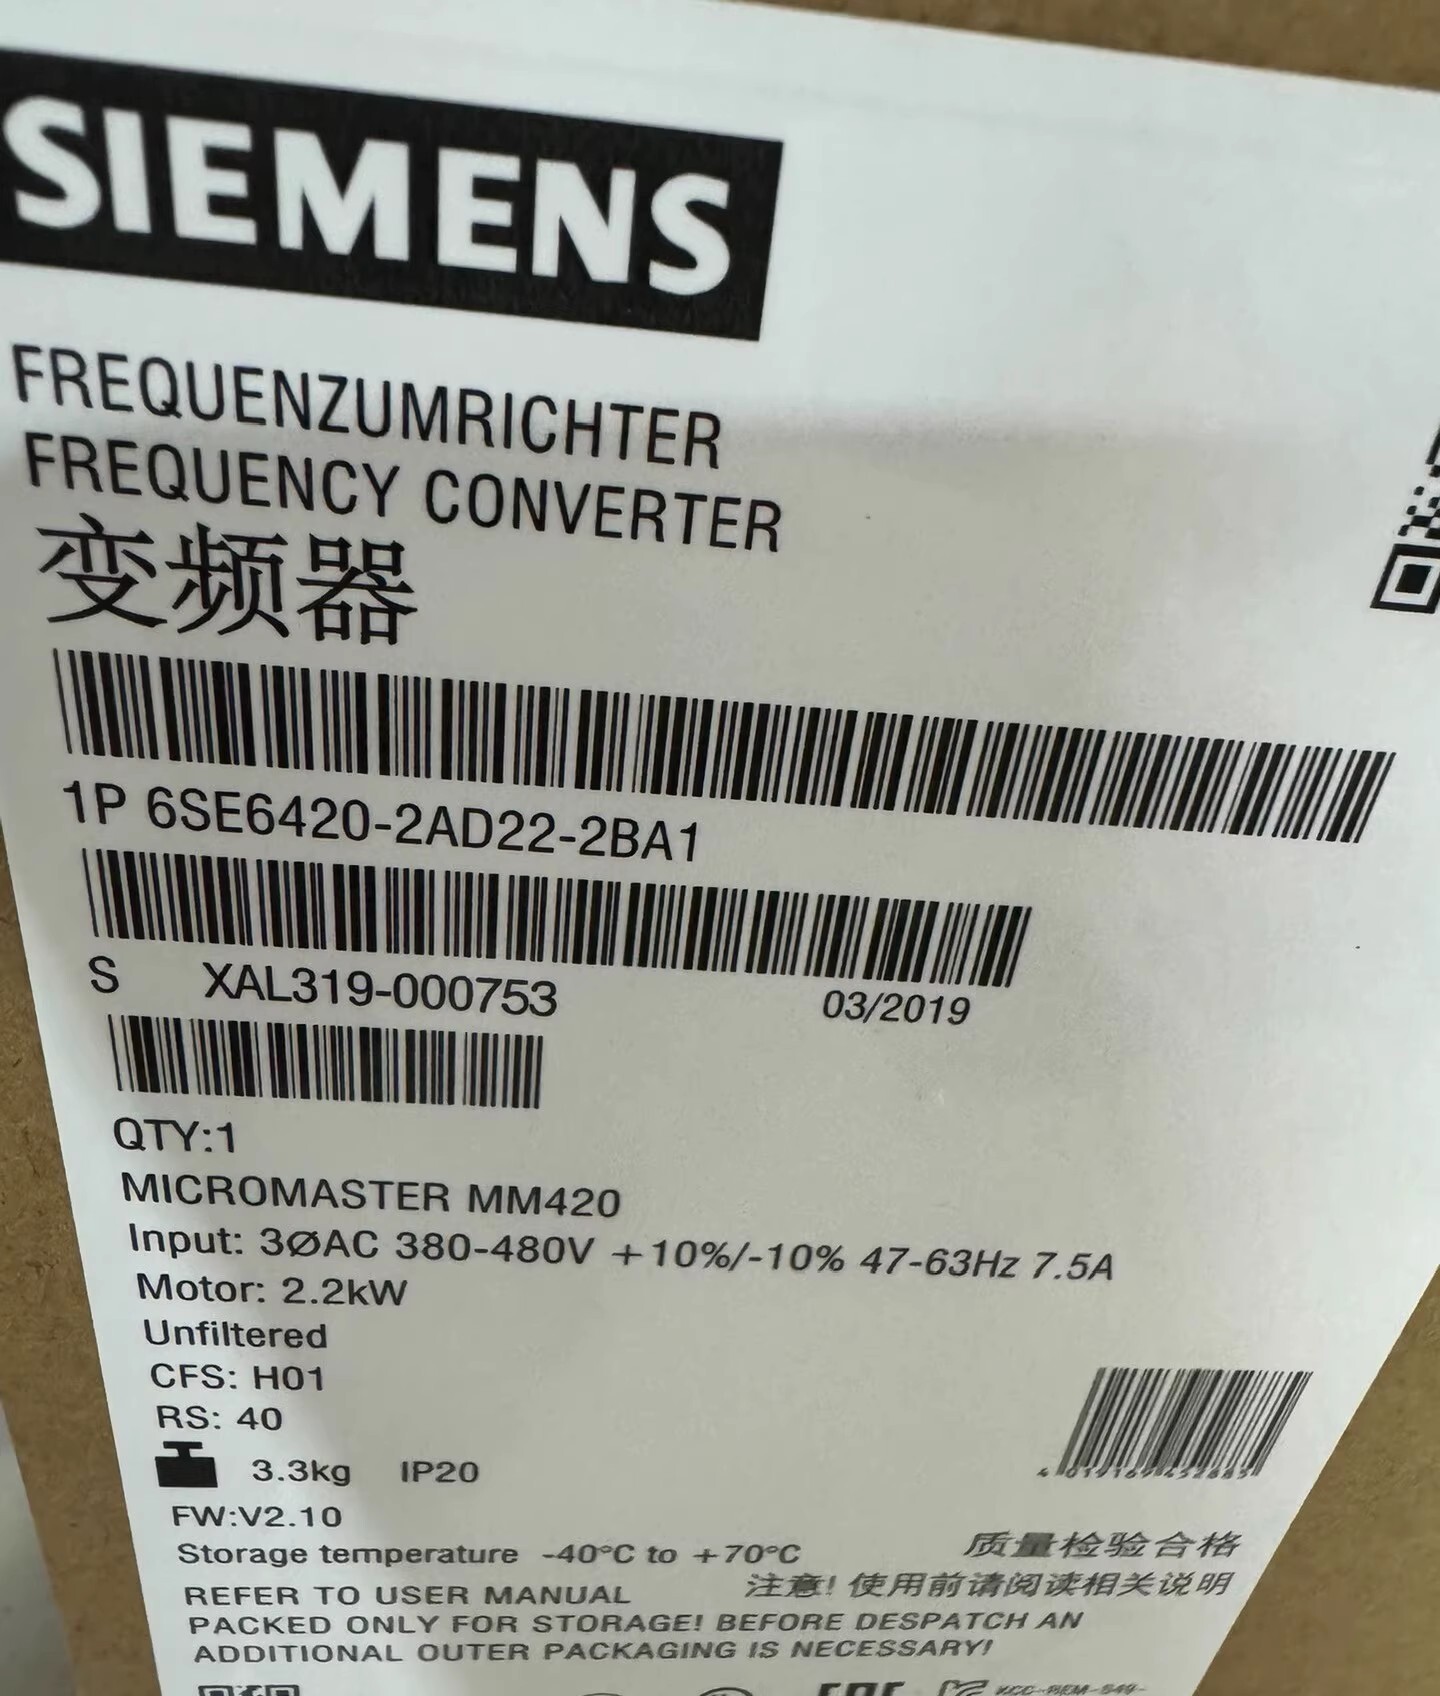 SIEMENS
FREQUENZUMRICHTER
FREQUENCY CONVERTER
变频器
1P 6SE6420-2AD22-2BA1
S XAL319-000753 03/2019
QTY:1
MICROMASTER MM420
Input: 3ØAC 380-480V +10%/-10% 47-63Hz 7.5A
Motor: 2.2kW
Unfiltered
CFS: H01
RS: 40
3.3kg IP20
FW:V2.10
Storage temperature -40°C to +70°C
质量检验合格
REFER TO USER MANUAL
注意! 使用前请阅读相关说明
PACKED ONLY FOR STORAGE! BEFORE DESPATCH AN
ADDITIONAL OUTER PACKAGING IS NECESSARY!